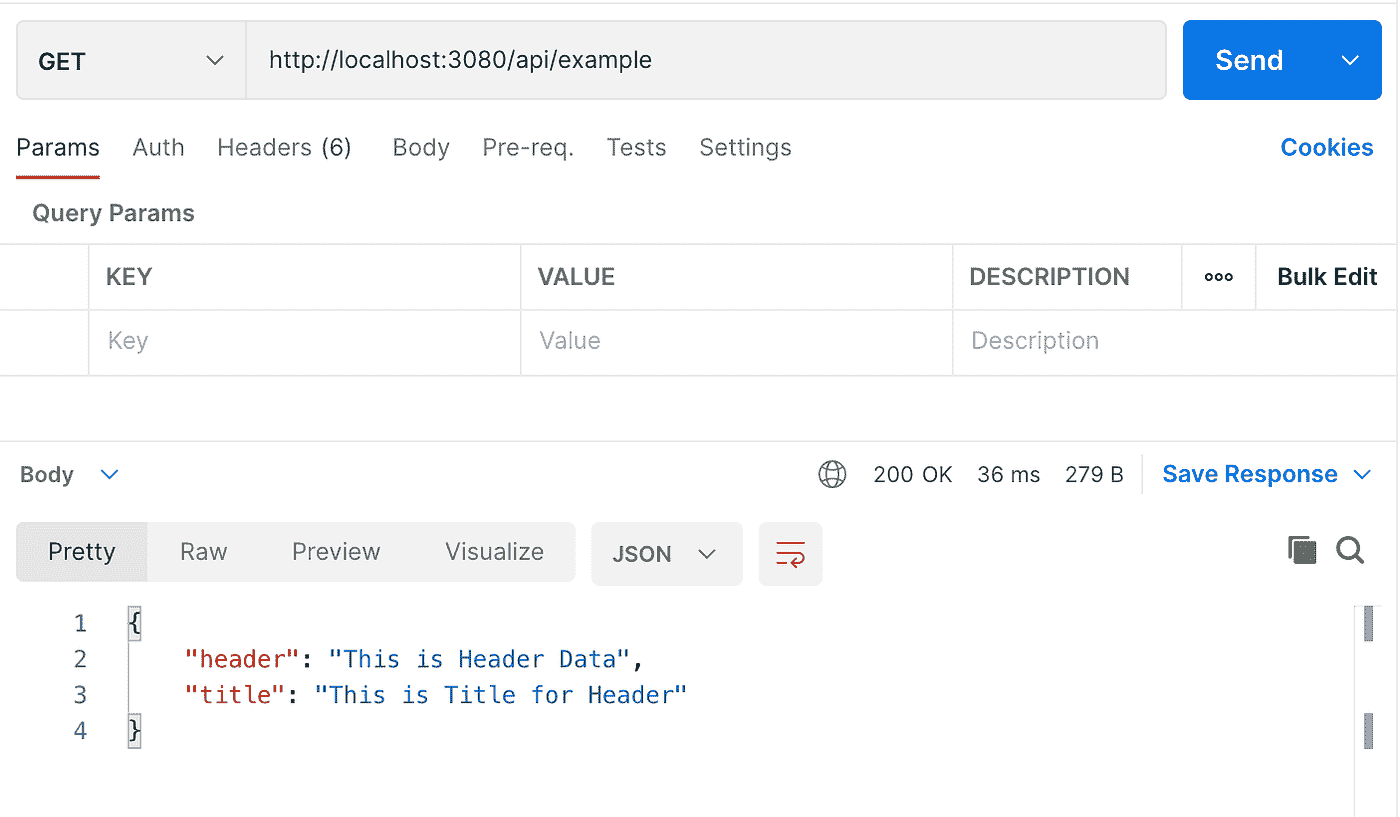 GET http://localhost:3080/api/example Send
Params Auth Headers (6) Body Pre-req. Tests Settings Cookies
Query Params
KEY VALUE DESCRIPTION ooo Bulk Edit
Key Value Description
Body 200 OK 36 ms 279 B Save Response
Pretty Raw Preview Visualize JSON
1 {
2 "header": "This is Header Data",
3 "title": "This is Title for Header"
4 }